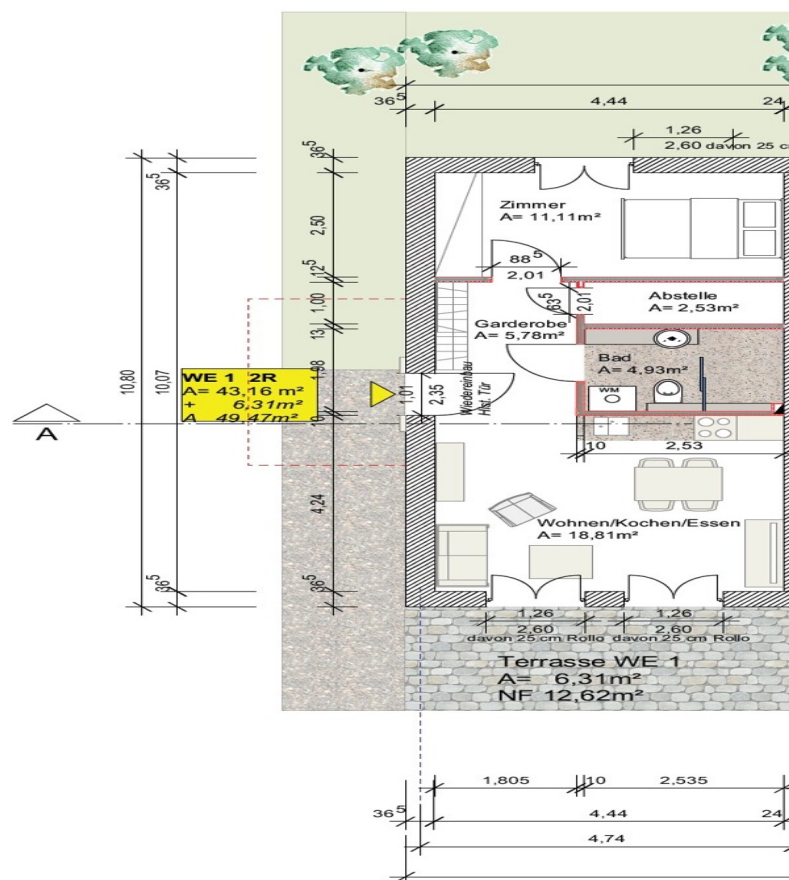 36⁵
4,44
24
1,26
2,60 davon 25 c
Zimmer
A= 11,11m²
88⁵
2,01
63⁵
2,01
Abstelle
A= 2,53m²
Garderobe
A= 5,78m²
Bad
A= 4,93m²
WM
WE 1 2R
A= 43,16 m²
+ 6,31m²
A 49,47m²
A
10,80
36⁵
10,07
36⁵
36⁵
2,50
12⁵
1,00
13
1,98
10
4,24
36⁵
1,01
2,35
Wiedereinbau
Hist. Tür
10
2,53
Wohnen/Kochen/Essen
A= 18,81m²
1,26
2,60
davon 25 cm Rollo
1,26
2,60
davon 25 cm Rollo
Terrasse WE 1
A= 6,31m²
NF 12,62m²
1,805
10
2,535
36⁵
4,44
24
4,74